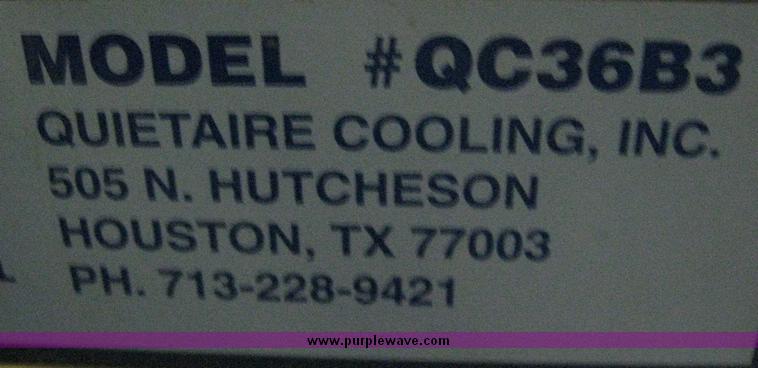 MODEL #QC36B3
QUIETAIRE COOLING, INC.
505 N. HUTCHESON
HOUSTON, TX 77003
PH. 713-228-9421
www.purplewave.com